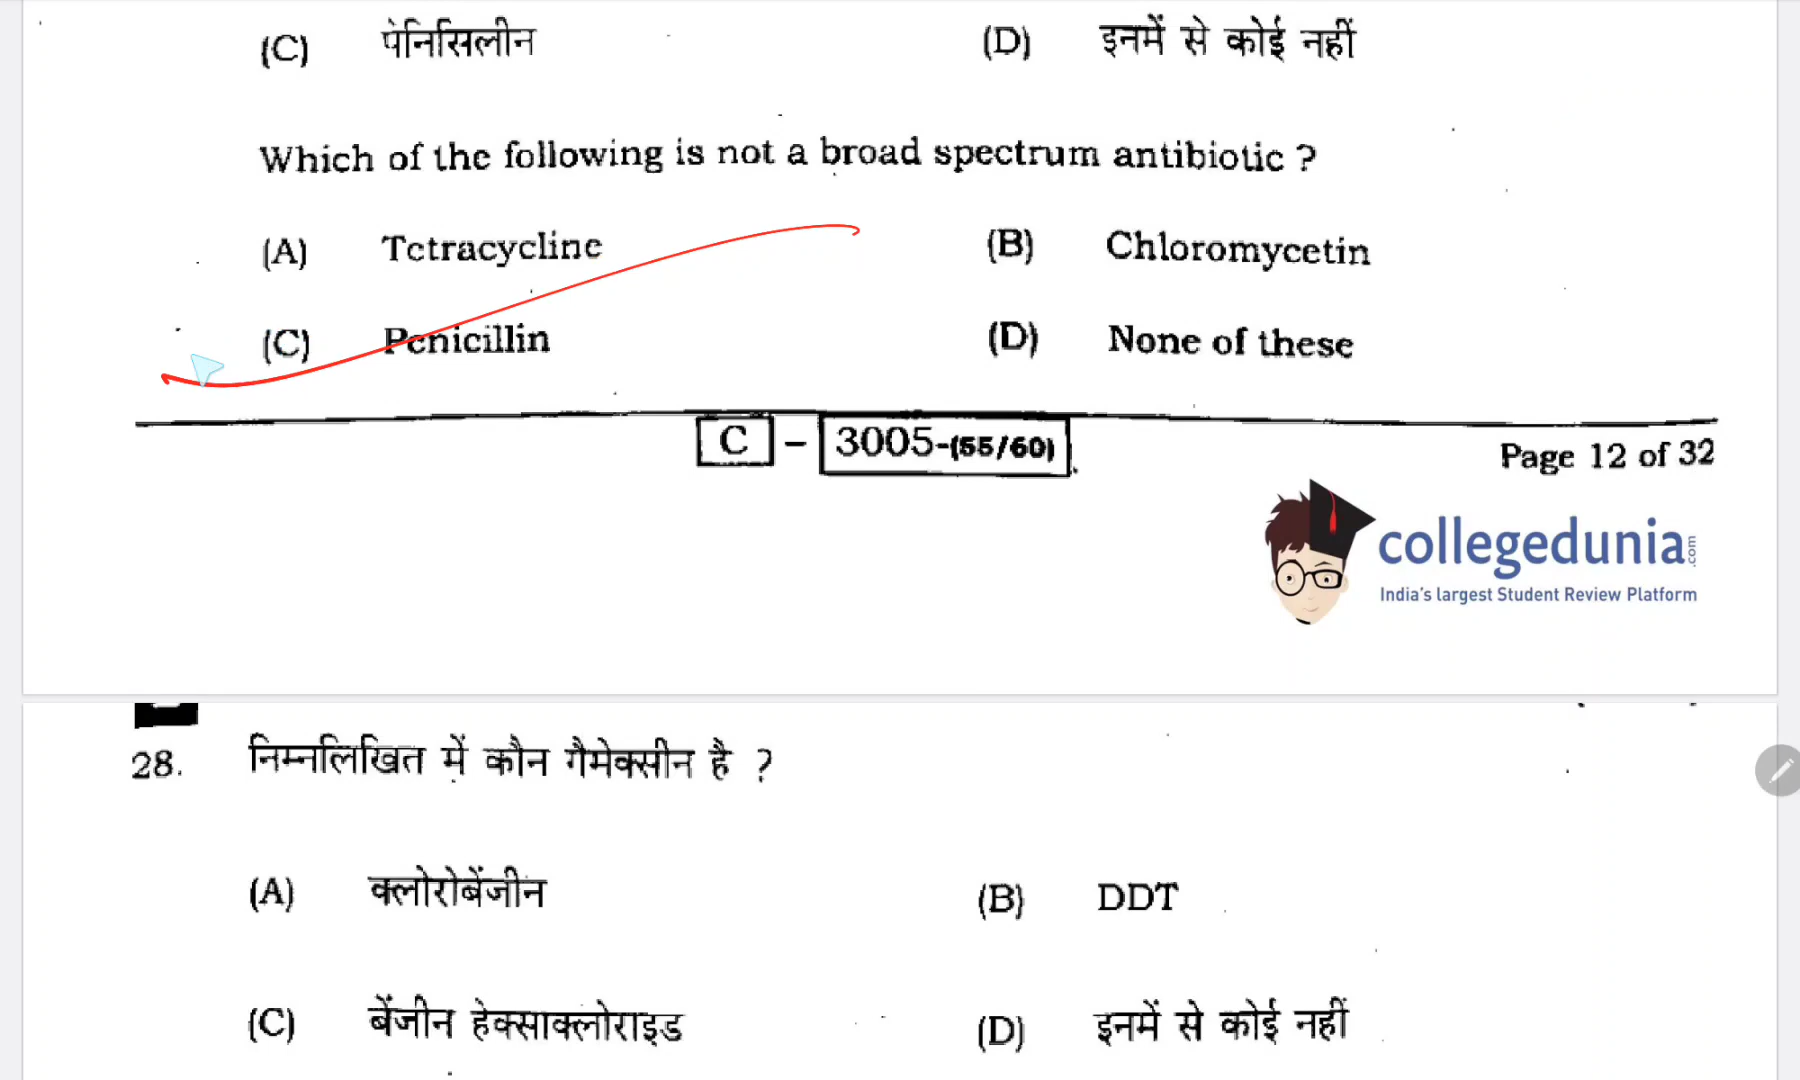 (C) पेनिसिलीन (D) इनमें से कोई नहीं
Which of the following is not a broad spectrum antibiotic ?
(A) Tetracycline (B) Chloromycetin
(C) Penicillin (D) None of these
C – 3005-(55/60)
Page 12 of 32
collegedunia.com
India's largest Student Review Platform
28. निम्नलिखित में कौन गैमेक्सीन है ?
(A) क्लोरोबेंजीन (B) DDT
(C) बेंजीन हेक्साक्लोराइड (D) इनमें से कोई नहीं